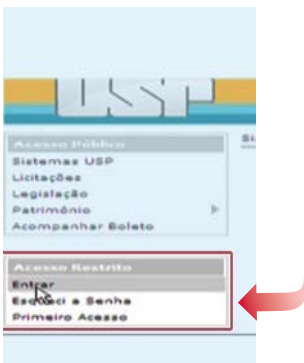 USP
Acesso Público
Sistemas USP
Licitações
Legislação
Patrimônio
Acompanhar Boleto
Acesso Restrito
Entrar
Esqueci a Senha
Primeiro Acesso